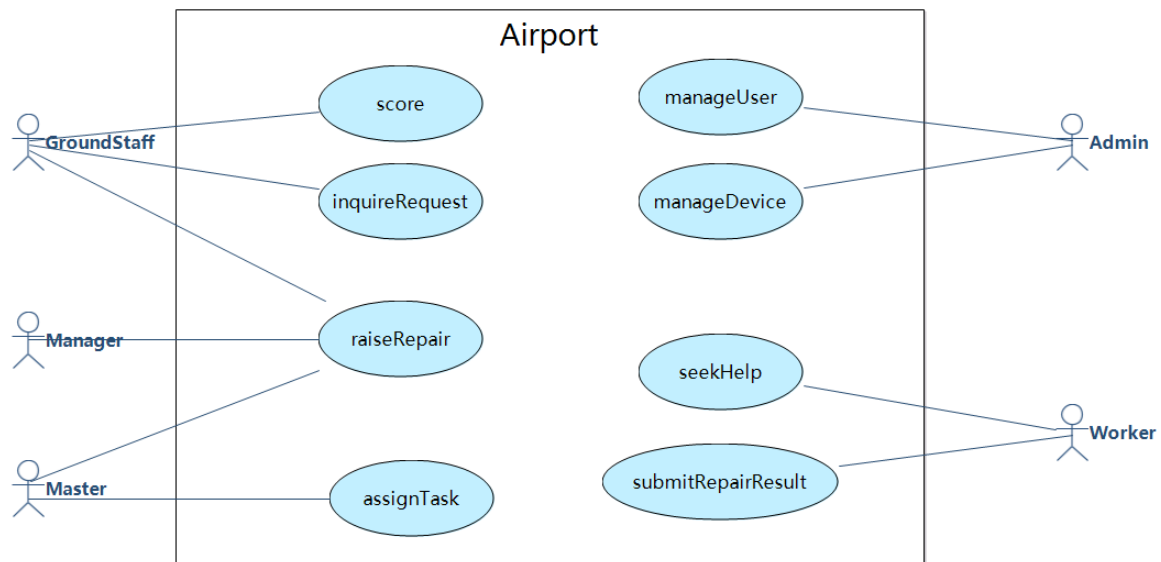 Airport
score
manageUser
GroundStaff
Admin
inquireRequest
manageDevice
Manager
raiseRepair
seekHelp
Worker
Master
assignTask
submitRepairResult